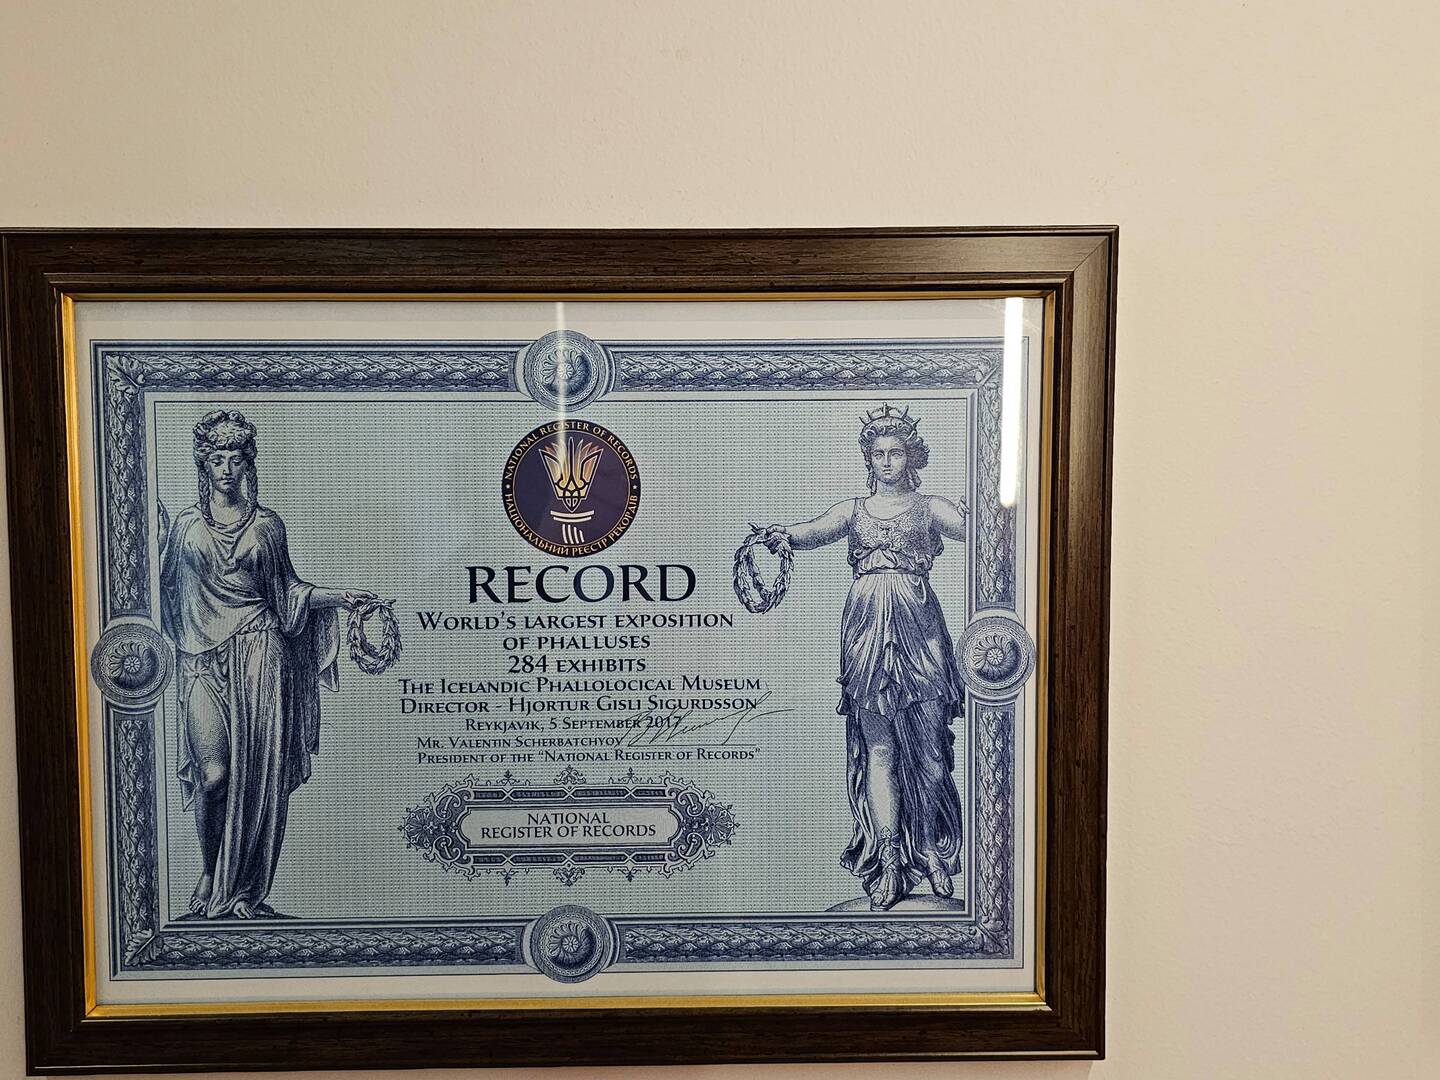 NATIONAL REGISTER OF RECORDS
НАЦІОНАЛЬНИЙ РЕЄСТР РЕКОРДІВ
RECORD
WORLD'S LARGEST EXPOSITION
OF PHALLUSES
284 EXHIBITS
THE ICELANDIC PHALLOLOCICAL MUSEUM
DIRECTOR - HJORTUR GISLI SIGURDSSON
REYKJAVIK, 5 SEPTEMBER 2017
MR. VALENTIN SCHERBATCHYOV
PRESIDENT OF THE "NATIONAL REGISTER OF RECORDS"
NATIONAL
REGISTER OF RECORDS